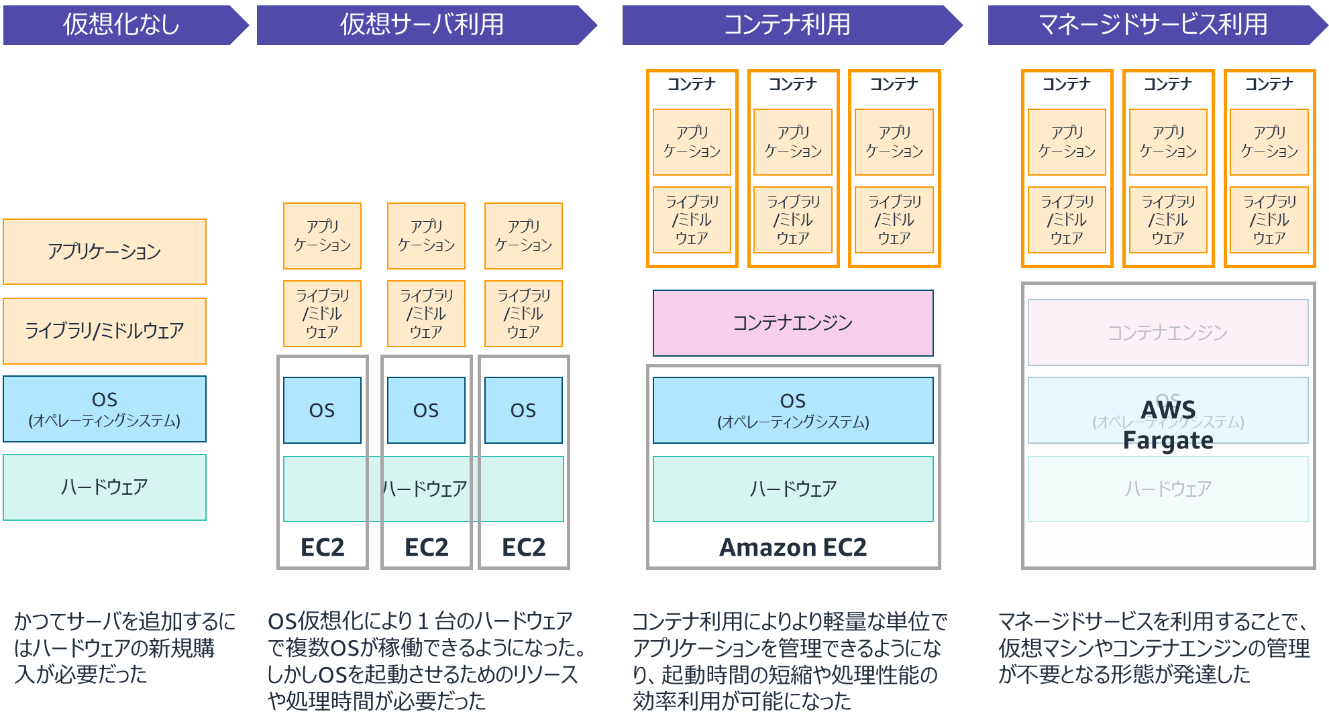 仮想化なし
仮想サーバ利用
コンテナ利用
マネージドサービス利用
アプリケーション
ライブラリ/ミドルウェア
OS
(オペレーティングシステム)
ハードウェア
アプリ
ケーション
アプリ
ケーション
アプリ
ケーション
ライブラリ
/ミドル
ウェア
ライブラリ
/ミドル
ウェア
ライブラリ
/ミドル
ウェア
OS
OS
OS
ハードウェア
EC2
EC2
EC2
コンテナ
コンテナ
コンテナ
アプリ
ケーション
アプリ
ケーション
アプリ
ケーション
ライブラリ
/ミドル
ウェア
ライブラリ
/ミドル
ウェア
ライブラリ
/ミドル
ウェア
コンテナエンジン
OS
(オペレーティングシステム)
ハードウェア
Amazon EC2
コンテナ
コンテナ
コンテナ
アプリ
ケーション
アプリ
ケーション
アプリ
ケーション
ライブラリ
/ミドル
ウェア
ライブラリ
/ミドル
ウェア
ライブラリ
/ミドル
ウェア
コンテナエンジン
OS
(オペレーティングシステム)
AWS
Fargate
ハードウェア
かつてサーバを追加するに
はハードウェアの新規購
入が必要だった
OS仮想化により１台のハードウェア
で複数OSが稼働できるようになった。
しかしOSを起動させるためのリソース
や処理時間が必要だった
コンテナ利用によりより軽量な単位で
アプリケーションを管理できるようにな
り、起動時間の短縮や処理性能の
効率利用が可能になった
マネージドサービスを利用することで、
仮想マシンやコンテナエンジンの管理
が不要となる形態が発達した